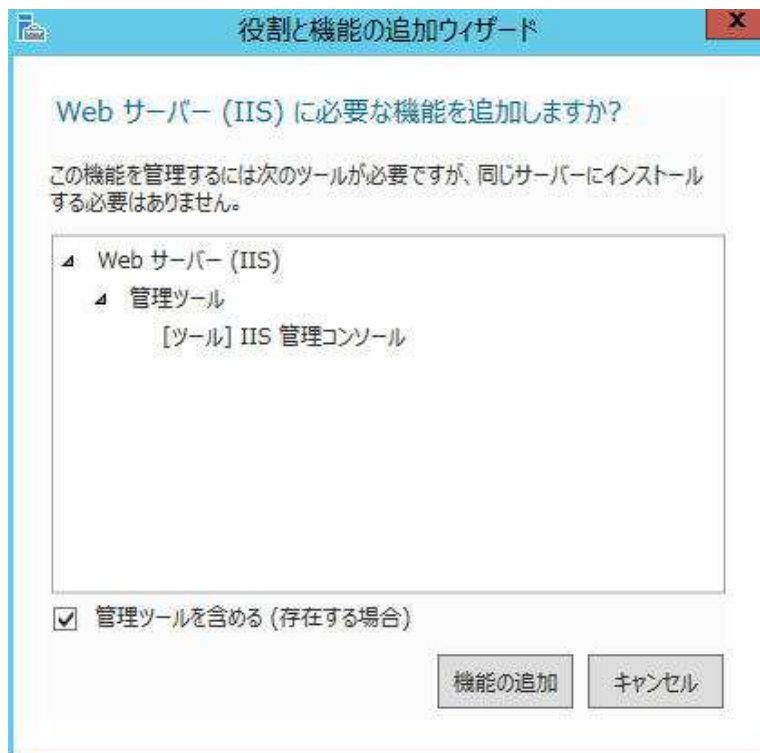 役割と機能の追加ウィザード
x
Web サーバー (IIS) に必要な機能を追加しますか?
この機能を管理するには次のツールが必要ですが、同じサーバーにインストール
する必要はありません。
Web サーバー (IIS)
管理ツール
[ツール] IIS 管理コンソール
管理ツールを含める (存在する場合)
機能の追加 キャンセル